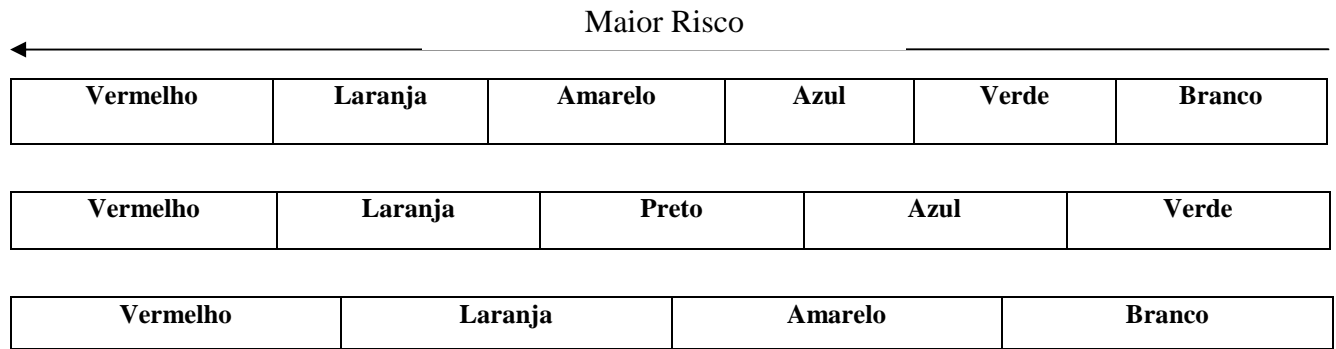 Maior Risco
Vermelho Laranja Amarelo Azul Verde Branco
Vermelho Laranja Preto Azul Verde
Vermelho Laranja Amarelo Branco